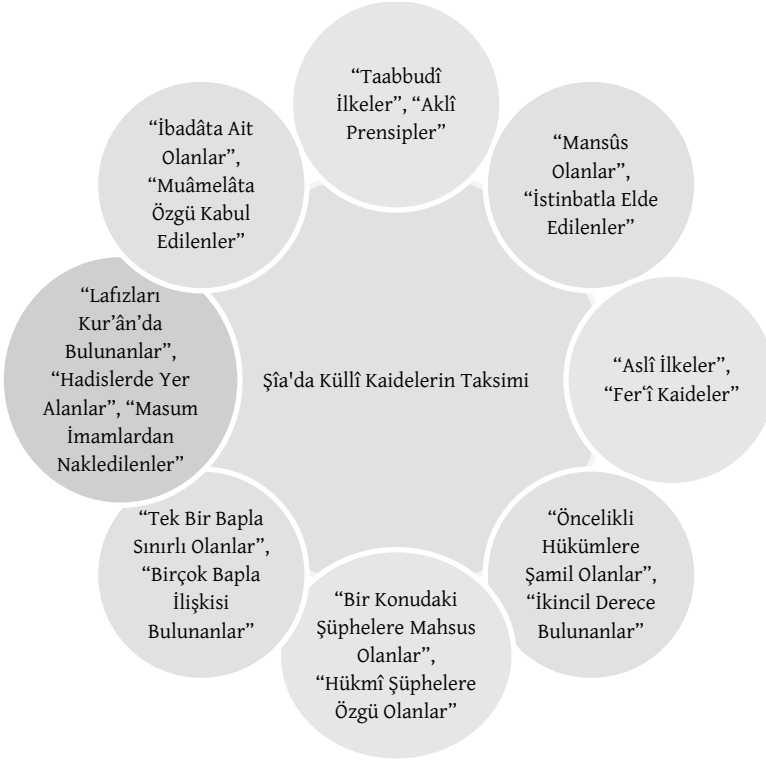 “Taabbudî
İlkeler”, “Aklî
Prensipler”
“Mansûs
Olanlar”,
“İstinbatla Elde
Edilenler”
“Aslî İlkeler”,
“Fer‘î Kaideler”
“Öncelikli
Hükümlere
Şamil Olanlar”,
“İkincil Derece
Bulunanlar”
“Bir Konudaki
Şüphelere Mahsus
Olanlar”,
“Hükmî Şüphelere
Özgü Olanlar”
“Tek Bir Bapla
Sınırlı Olanlar”,
“Birçok Bapla
İlişkisi
Bulunanlar”
“Lafızları
Kur’ân’da
Bulunanlar”,
“Hadislerde Yer
Alanlar”, “Masum
İmamlardan
Nakledilenler”
“İbadâta Ait
Olanlar”,
“Muâmelâta
Özgü Kabul
Edilenler”
Şîa'da Küllî Kaidelerin Taksimi